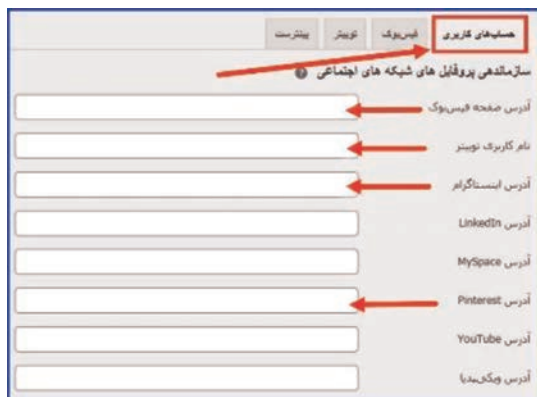 حساب‌های کاربری فیس‌بوک توییتر پینترست
سازماندهی پروفایل های شبکه های اجتماعی ?
آدرس صفحه فیس‌بوک
نام کاربری توییتر
آدرس اینستاگرام
آدرس LinkedIn
آدرس MySpace
آدرس Pinterest
آدرس YouTube
آدرس ویکی‌پدیا